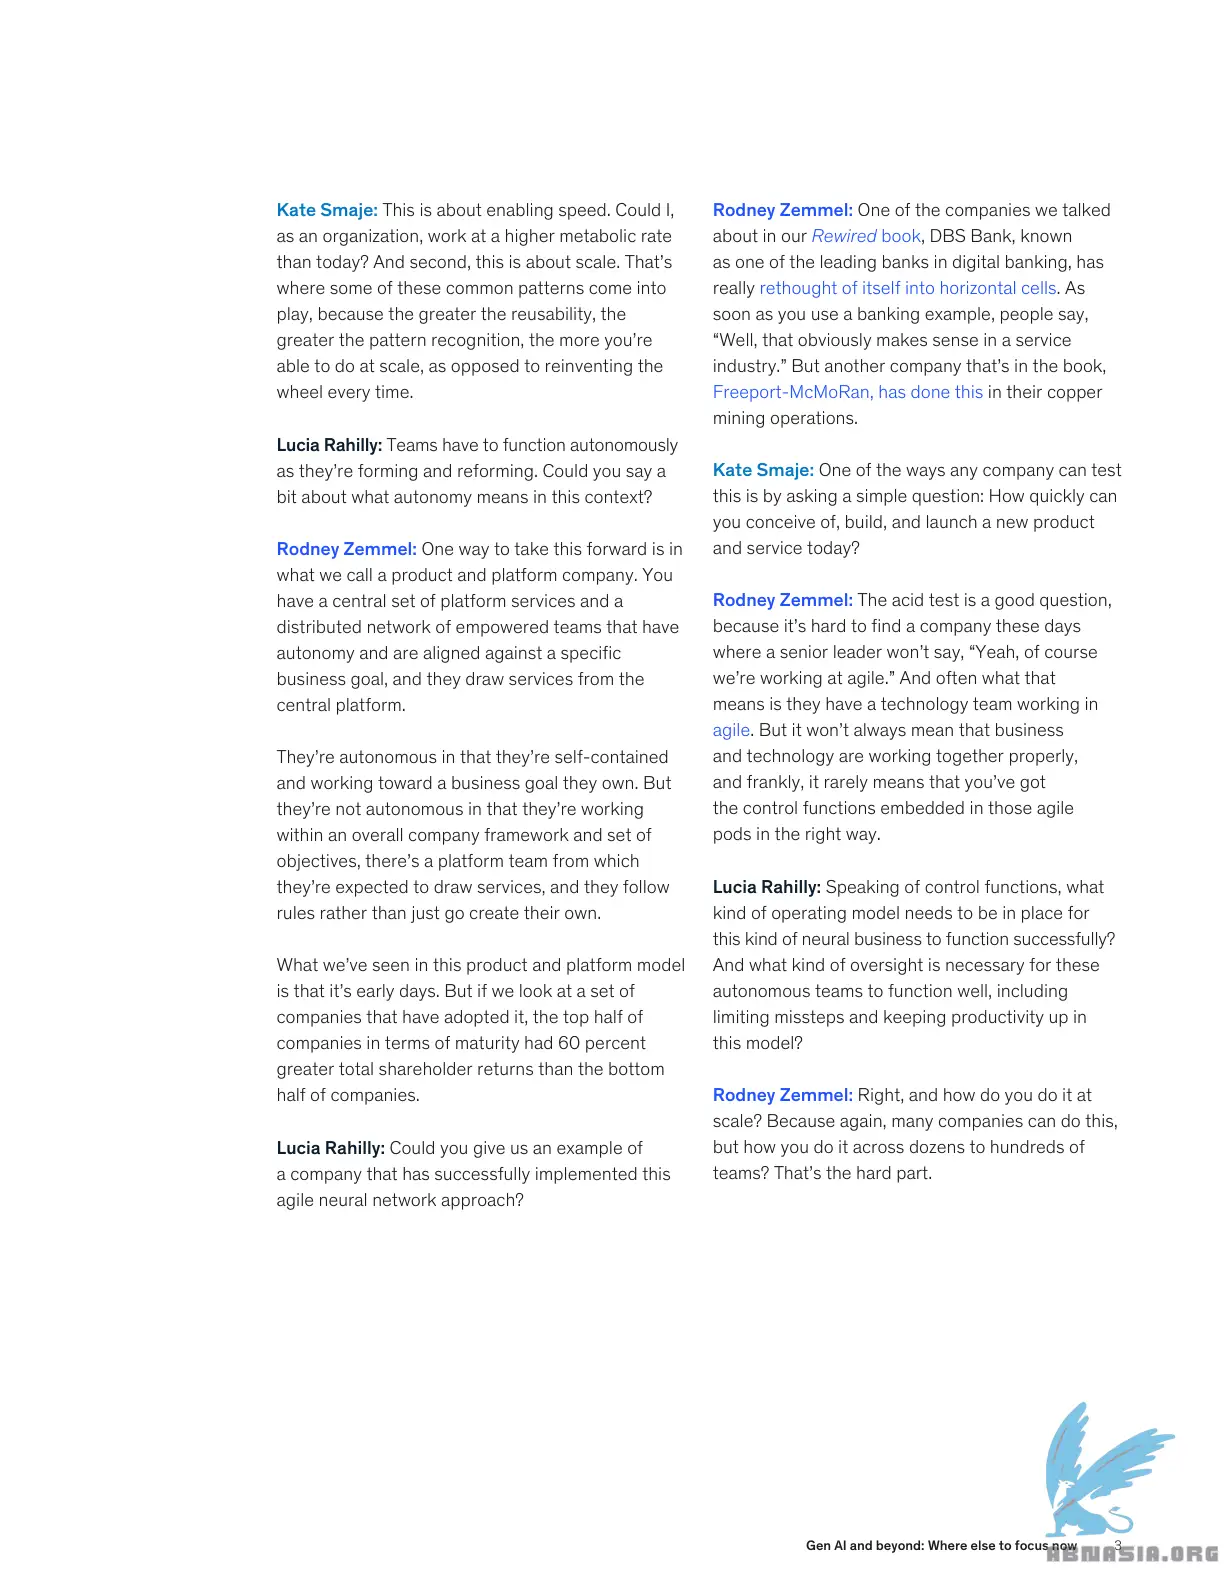 Kate Smaje: This is about enabling speed. Could I,
as an organization, work at a higher metabolic rate
than today? And second, this is about scale. That’s
where some of these common patterns come into
play, because the greater the reusability, the
greater the pattern recognition, the more you’re
able to do at scale, as opposed to reinventing the
wheel every time.
Lucia Rahilly: Teams have to function autonomously
as they’re forming and reforming. Could you say a
bit about what autonomy means in this context?
Rodney Zemmel: One way to take this forward is in
what we call a product and platform company. You
have a central set of platform services and a
distributed network of empowered teams that have
autonomy and are aligned against a specific
business goal, and they draw services from the
central platform.
They’re autonomous in that they’re self-contained
and working toward a business goal they own. But
they’re not autonomous in that they’re working
within an overall company framework and set of
objectives, there’s a platform team from which
they’re expected to draw services, and they follow
rules rather than just go create their own.
What we’ve seen in this product and platform model
is that it’s early days. But if we look at a set of
companies that have adopted it, the top half of
companies in terms of maturity had 60 percent
greater total shareholder returns than the bottom
half of companies.
Lucia Rahilly: Could you give us an example of
a company that has successfully implemented this
agile neural network approach?
Rodney Zemmel: One of the companies we talked
about in our Rewired book, DBS Bank, known
as one of the leading banks in digital banking, has
really rethought of itself into horizontal cells. As
soon as you use a banking example, people say,
“Well, that obviously makes sense in a service
industry.” But another company that’s in the book,
Freeport-McMoRan, has done this in their copper
mining operations.
Kate Smaje: One of the ways any company can test
this is by asking a simple question: How quickly can
you conceive of, build, and launch a new product
and service today?
Rodney Zemmel: The acid test is a good question,
because it’s hard to find a company these days
where a senior leader won’t say, “Yeah, of course
we’re working at agile.” And often what that
means is they have a technology team working in
agile. But it won’t always mean that business
and technology are working together properly,
and frankly, it rarely means that you’ve got
the control functions embedded in those agile
pods in the right way.
Lucia Rahilly: Speaking of control functions, what
kind of operating model needs to be in place for
this kind of neural business to function successfully?
And what kind of oversight is necessary for these
autonomous teams to function well, including
limiting missteps and keeping productivity up in
this model?
Rodney Zemmel: Right, and how do you do it at
scale? Because again, many companies can do this,
but how you do it across dozens to hundreds of
teams? That’s the hard part.
Gen AI and beyond: Where else to focus now 3
ABNASIA.ORG